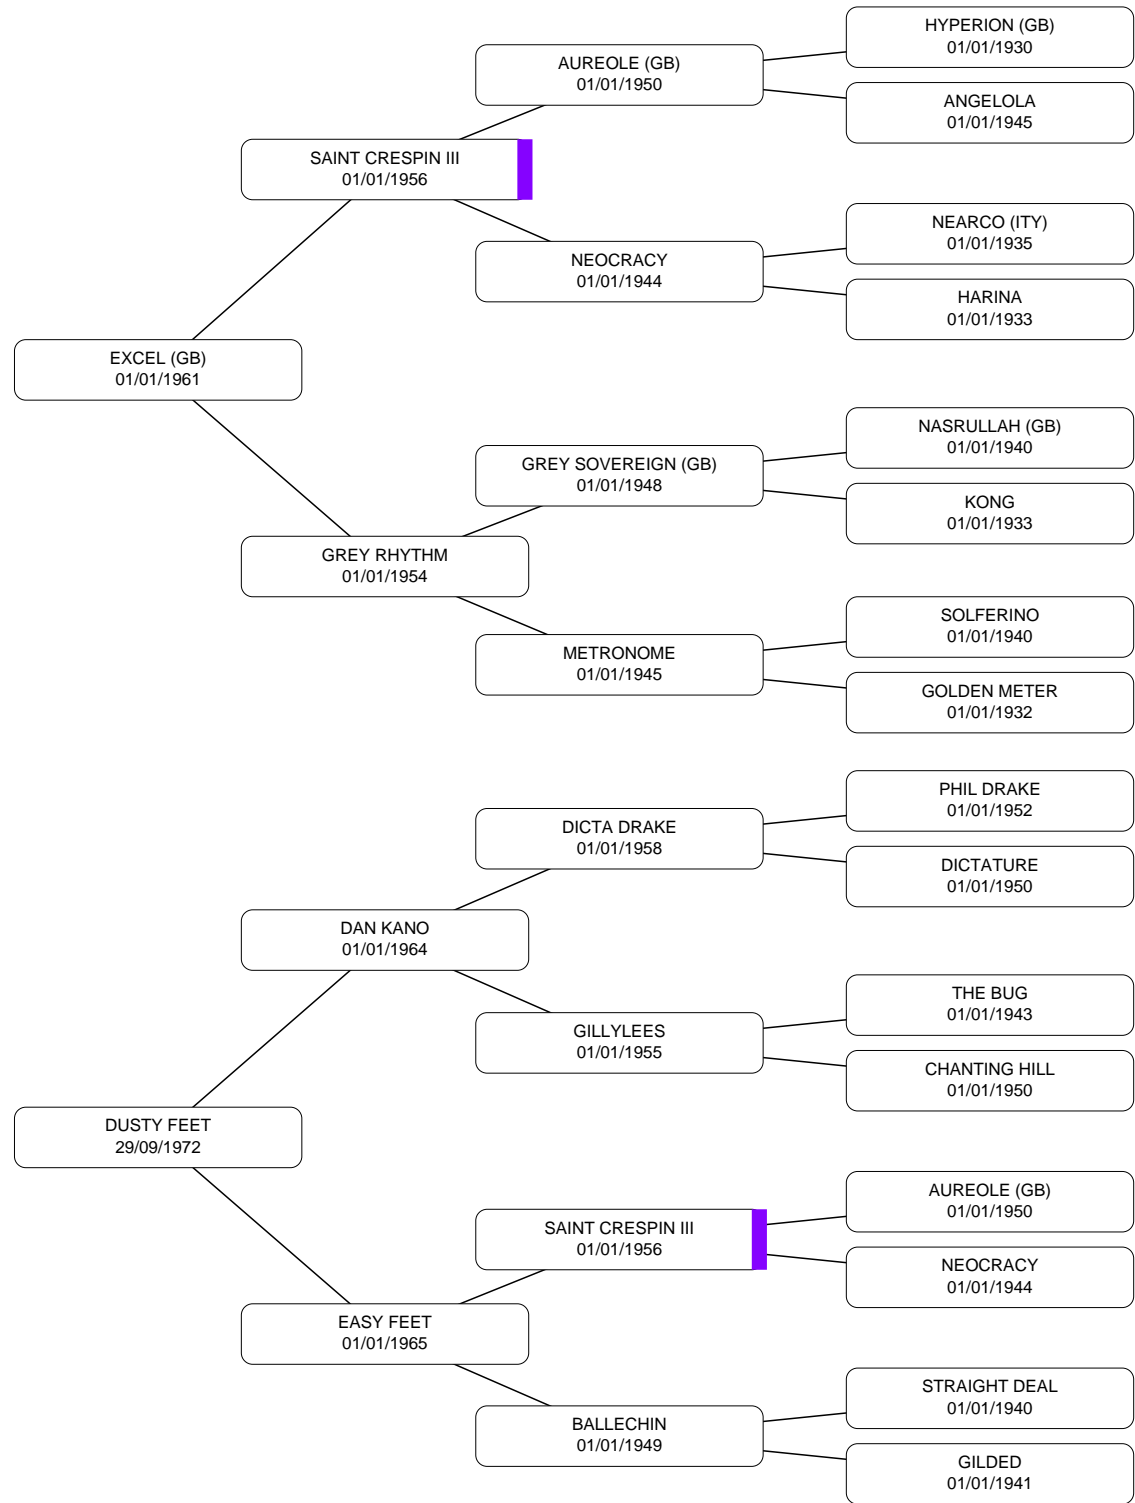 HYPERION (GB)
01/01/1930
AUREOLE (GB)
01/01/1950
ANGELOLA
01/01/1945
SAINT CRESPIN III
01/01/1956
NEARCO (ITY)
01/01/1935
NEOCRACY
01/01/1944
HARINA
01/01/1933
EXCEL (GB)
01/01/1961
NASRULLAH (GB)
01/01/1940
GREY SOVEREIGN (GB)
01/01/1948
KONG
01/01/1933
GREY RHYTHM
01/01/1954
SOLFERINO
01/01/1940
METRONOME
01/01/1945
GOLDEN METER
01/01/1932
PHIL DRAKE
01/01/1952
DICTA DRAKE
01/01/1958
DICTATURE
01/01/1950
DAN KANO
01/01/1964
THE BUG
01/01/1943
GILLYLEES
01/01/1955
CHANTING HILL
01/01/1950
DUSTY FEET
29/09/1972
AUREOLE (GB)
01/01/1950
SAINT CRESPIN III
01/01/1956
NEOCRACY
01/01/1944
EASY FEET
01/01/1965
STRAIGHT DEAL
01/01/1940
BALLECHIN
01/01/1949
GILDED
01/01/1941